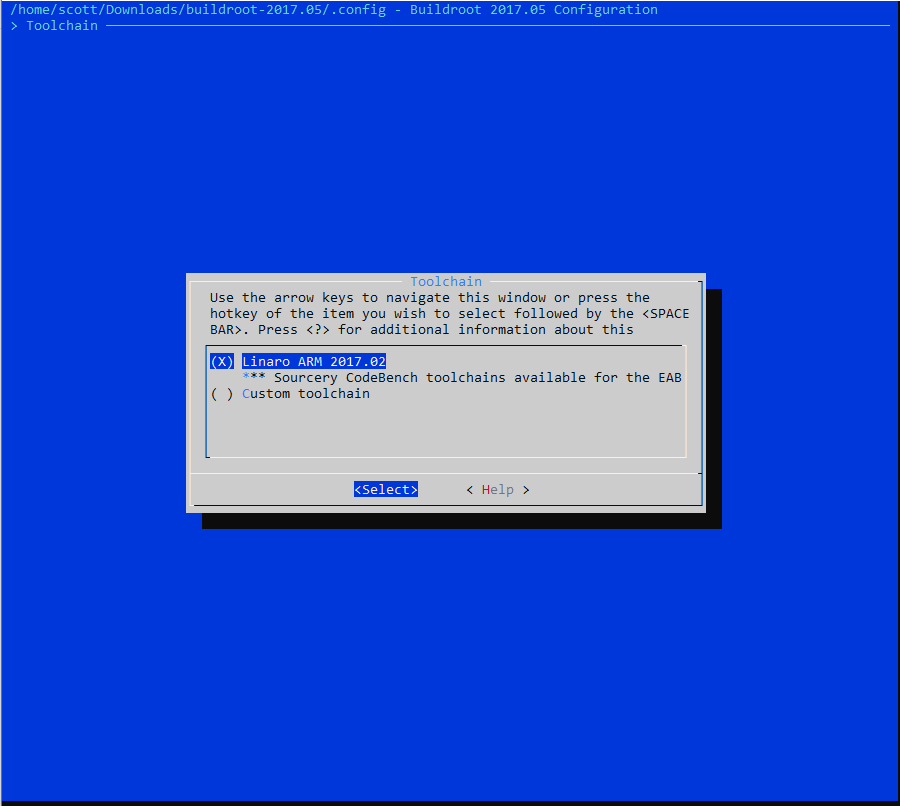 /home/scott/Downloads/buildroot-2017.05/.config - Buildroot 2017.05 Configuration
> Toolchain
Toolchain
Use the arrow keys to navigate this window or press the
hotkey of the item you wish to select followed by the <SPACE
BAR>. Press <?> for additional information about this
(X) Linaro ARM 2017.02
*** Sourcery CodeBench toolchains available for the EAB
( ) Custom toolchain
<Select> < Help >